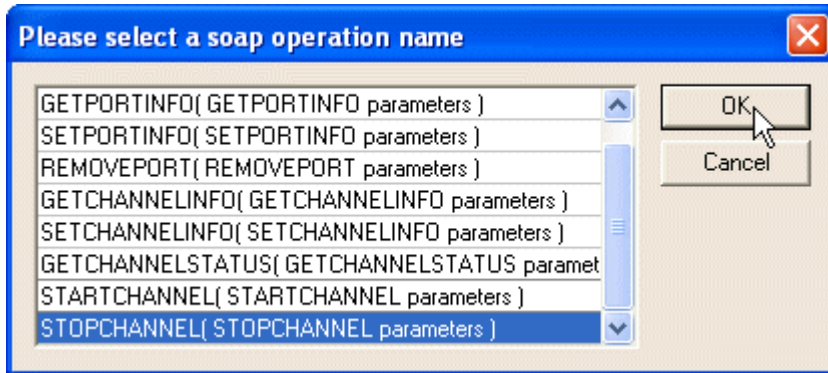 Please select a soap operation name
GETPORTINFO( GETPORTINFO parameters )
SETPORTINFO( SETPORTINFO parameters )
REMOVEPORT( REMOVEPORT parameters )
GETCHANNELINFO( GETCHANNELINFO parameters )
SETCHANNELINFO( SETCHANNELINFO parameters )
GETCHANNELSTATUS( GETCHANNELSTATUS paramet
STARTCHANNEL( STARTCHANNEL parameters )
STOPCHANNEL( STOPCHANNEL parameters )
OK
Cancel